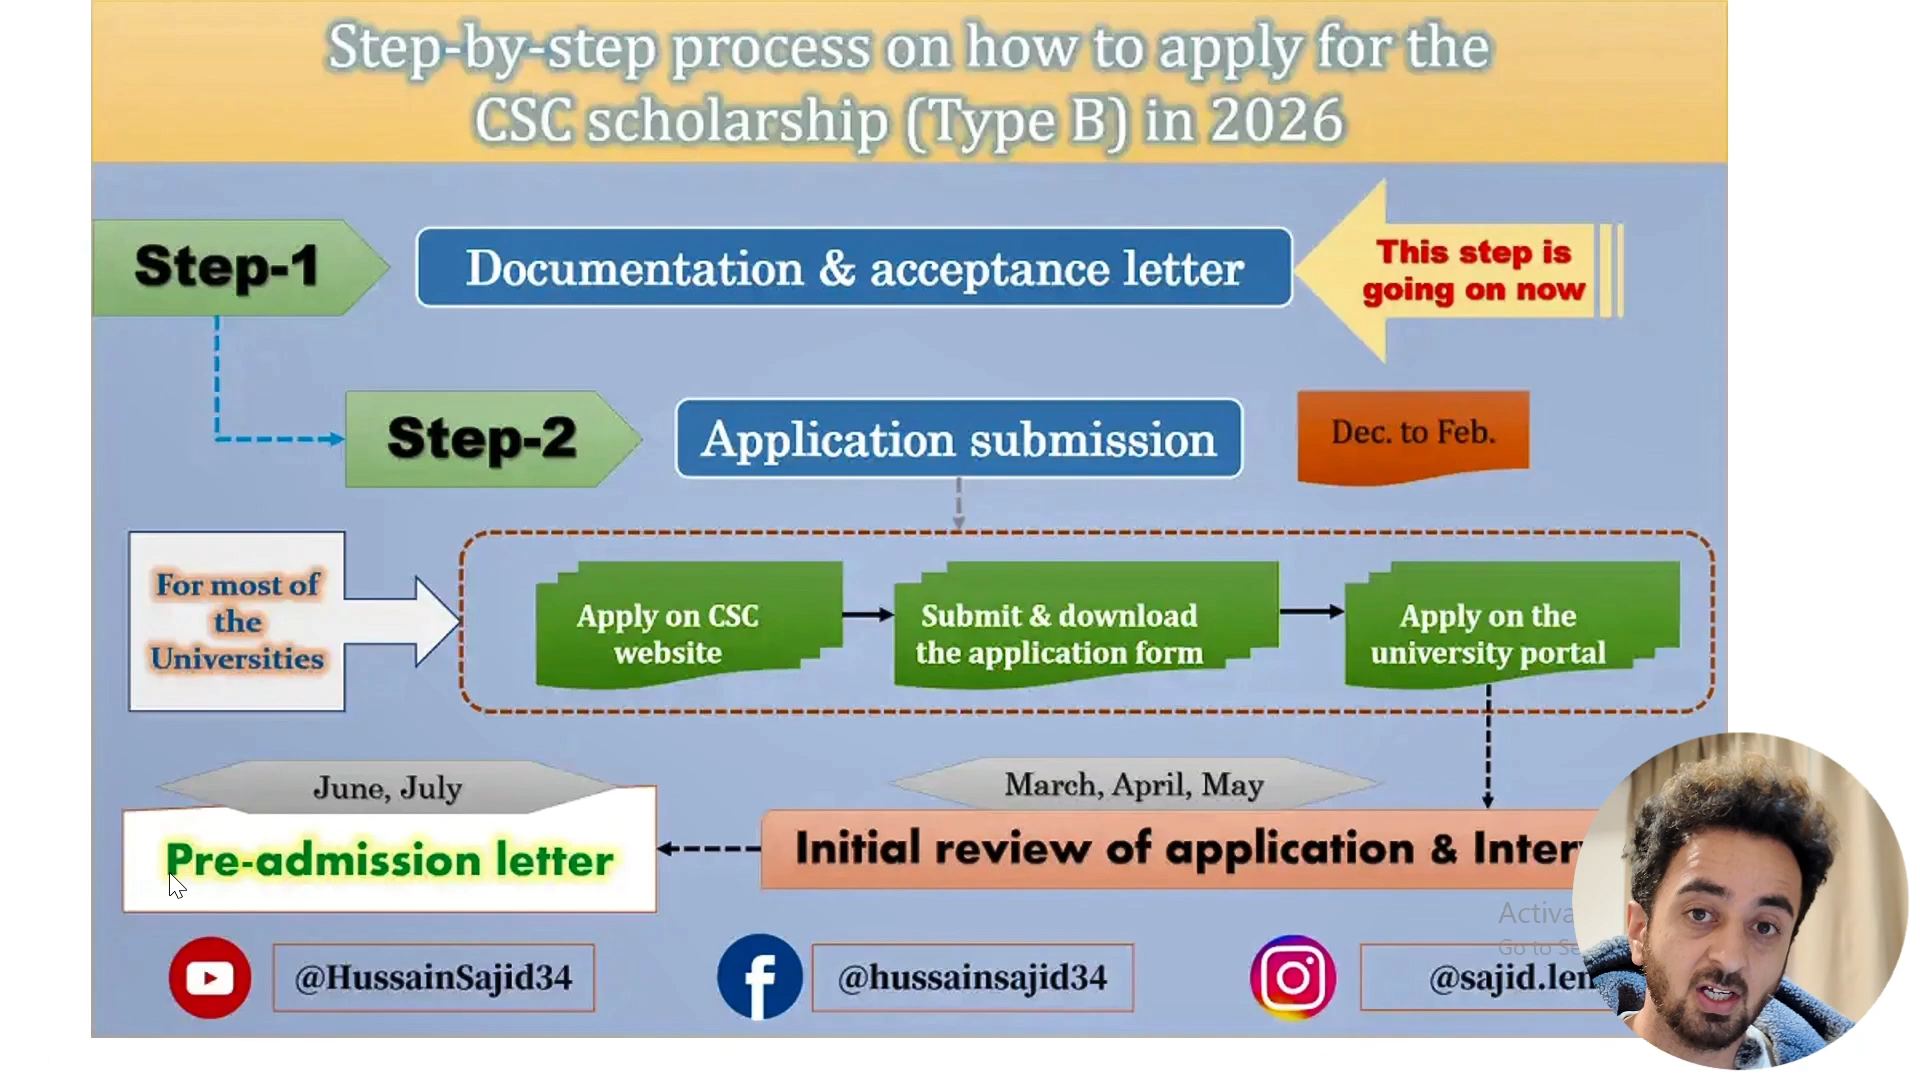 Step-by-step process on how to apply for the
CSC scholarship (Type B) in 2026
Step-1
Documentation & acceptance letter
This step is
going on now
Step-2
Application submission
Dec. to Feb.
For most of
the
Universities
Apply on CSC
website
Submit & download
the application form
Apply on the
university portal
June, July
Pre-admission letter
March, April, May
Initial review of application &
@HussainSajid34
@hussainsajid34
@sajid.len
Go to